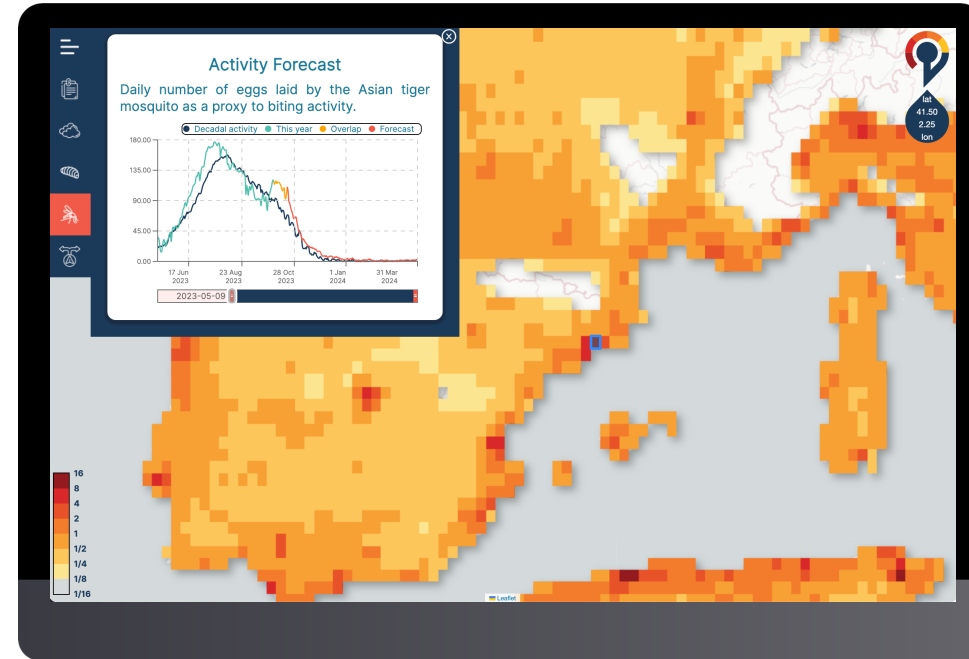 Activity Forecast
Daily number of eggs laid by the Asian tiger
mosquito as a proxy to biting activity.
Decadal activity This year Overlap Forecast
180.00
135.00
90.00
45.00
0.00
17 Jun 23 Aug 28 Oct 1 Jan 31 Mar
2023 2023 2023 2024 2024
2023-05-09
lat
41.50
2.25
lon
16
8
4
2
1
1/2
1/4
1/8
1/16
Leaflet